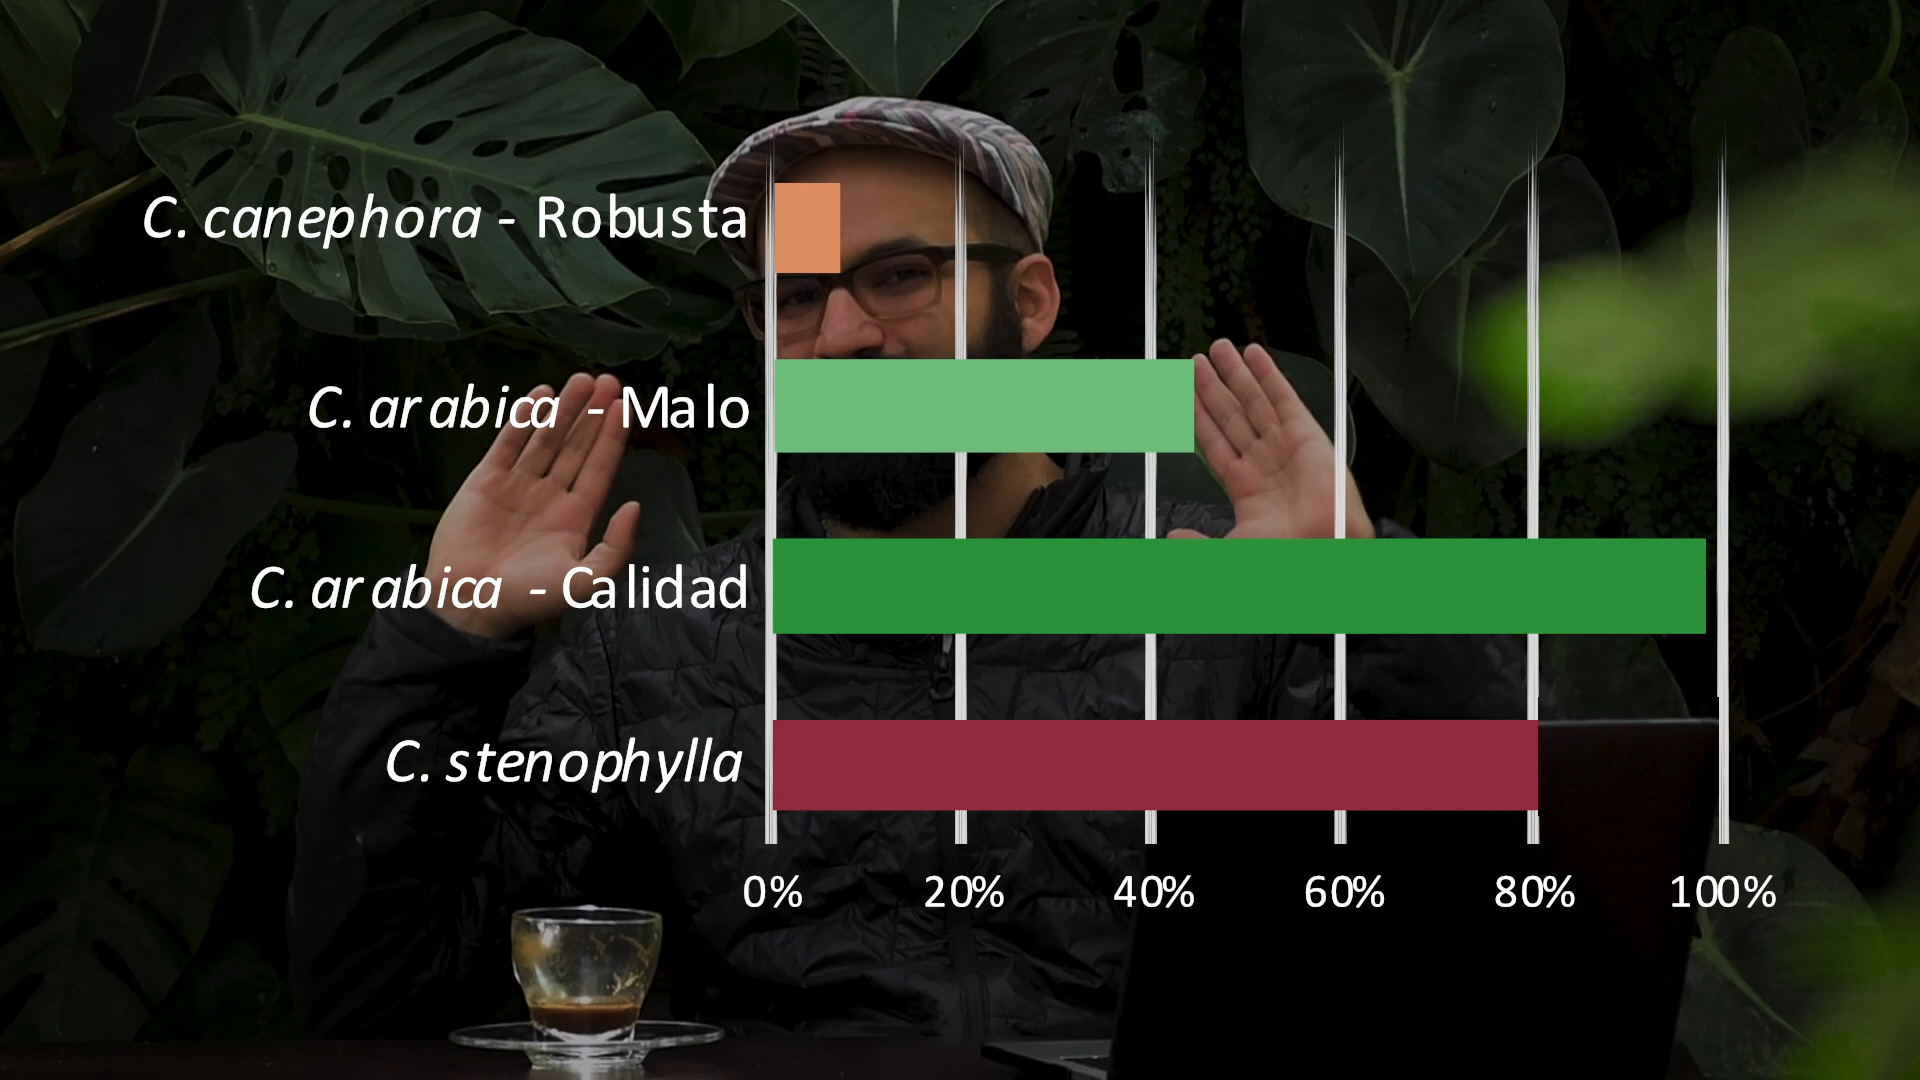 C. canephora - Robusta
C. arabica - Malo
C. arabica - Calidad
C. stenophylla
0% 20% 40% 60% 80% 100%